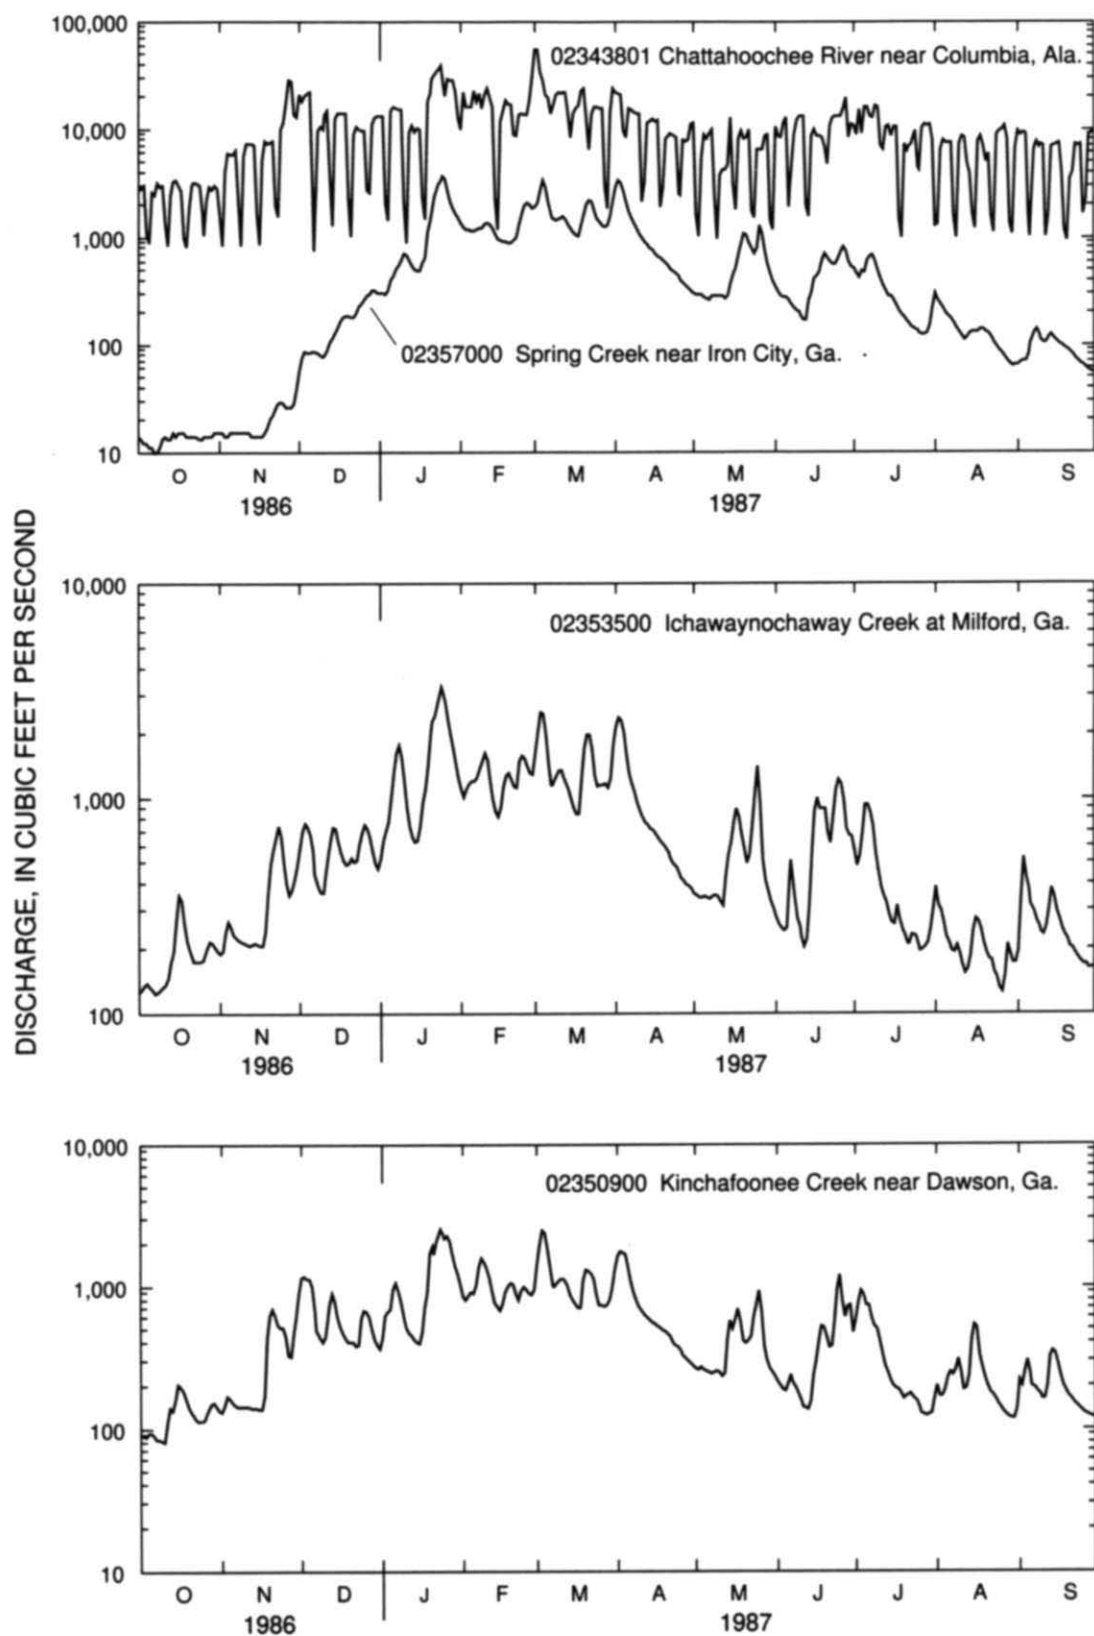 DISCHARGE, IN CUBIC FEET PER SECOND
100,000
02343801 Chattahoochee River near Columbia, Ala.
10,000
1,000
100
02357000 Spring Creek near Iron City, Ga.
10
O N D J F M A M J J A S
1986 1987
10,000
02353500 Ichawaynochaway Creek at Milford, Ga.
1,000
100
O N D J F M A M J J A S
1986 1987
10,000
02350900 Kinchafoonee Creek near Dawson, Ga.
1,000
100
10
O N D J F M A M J J A S
1986 1987